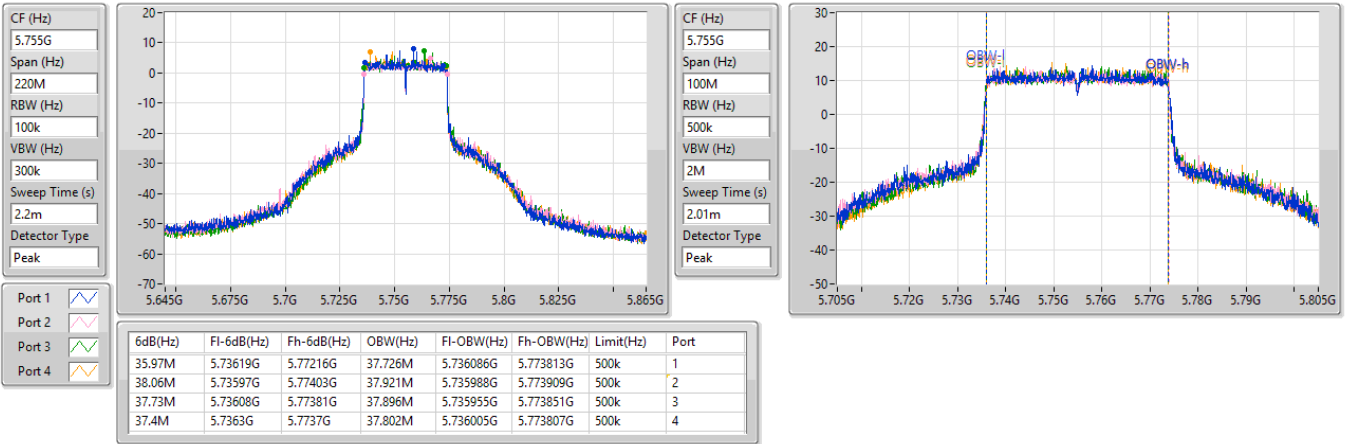 CF (Hz)
5.755G
Span (Hz)
220M
RBW (Hz)
100k
VBW (Hz)
300k
Sweep Time (s)
2.2m
Detector Type
Peak
20
10
0
-10
-20
-30
-40
-50
-60
-70
5.645G 5.675G 5.7G 5.725G 5.75G 5.775G 5.8G 5.825G 5.865G
CF (Hz)
5.755G
Span (Hz)
100M
RBW (Hz)
500k
VBW (Hz)
2M
Sweep Time (s)
2.01m
Detector Type
Peak
30
20
10
0
-10
-20
-30
-40
-50
OBW-l OBW-h
5.705G 5.72G 5.73G 5.74G 5.75G 5.76G 5.77G 5.78G 5.79G 5.805G
Port 1
Port 2
Port 3
Port 4
6dB(Hz) Fl-6dB(Hz) Fh-6dB(Hz) OBW(Hz) Fl-OBW(Hz) Fh-OBW(Hz) Limit(Hz) Port
35.97M 5.73619G 5.77216G 37.726M 5.736086G 5.773813G 500k 1
38.06M 5.73597G 5.77403G 37.921M 5.735988G 5.773909G 500k 2
37.73M 5.73608G 5.77381G 37.896M 5.735955G 5.773851G 500k 3
37.4M 5.7363G 5.7737G 37.802M 5.736005G 5.773807G 500k 4